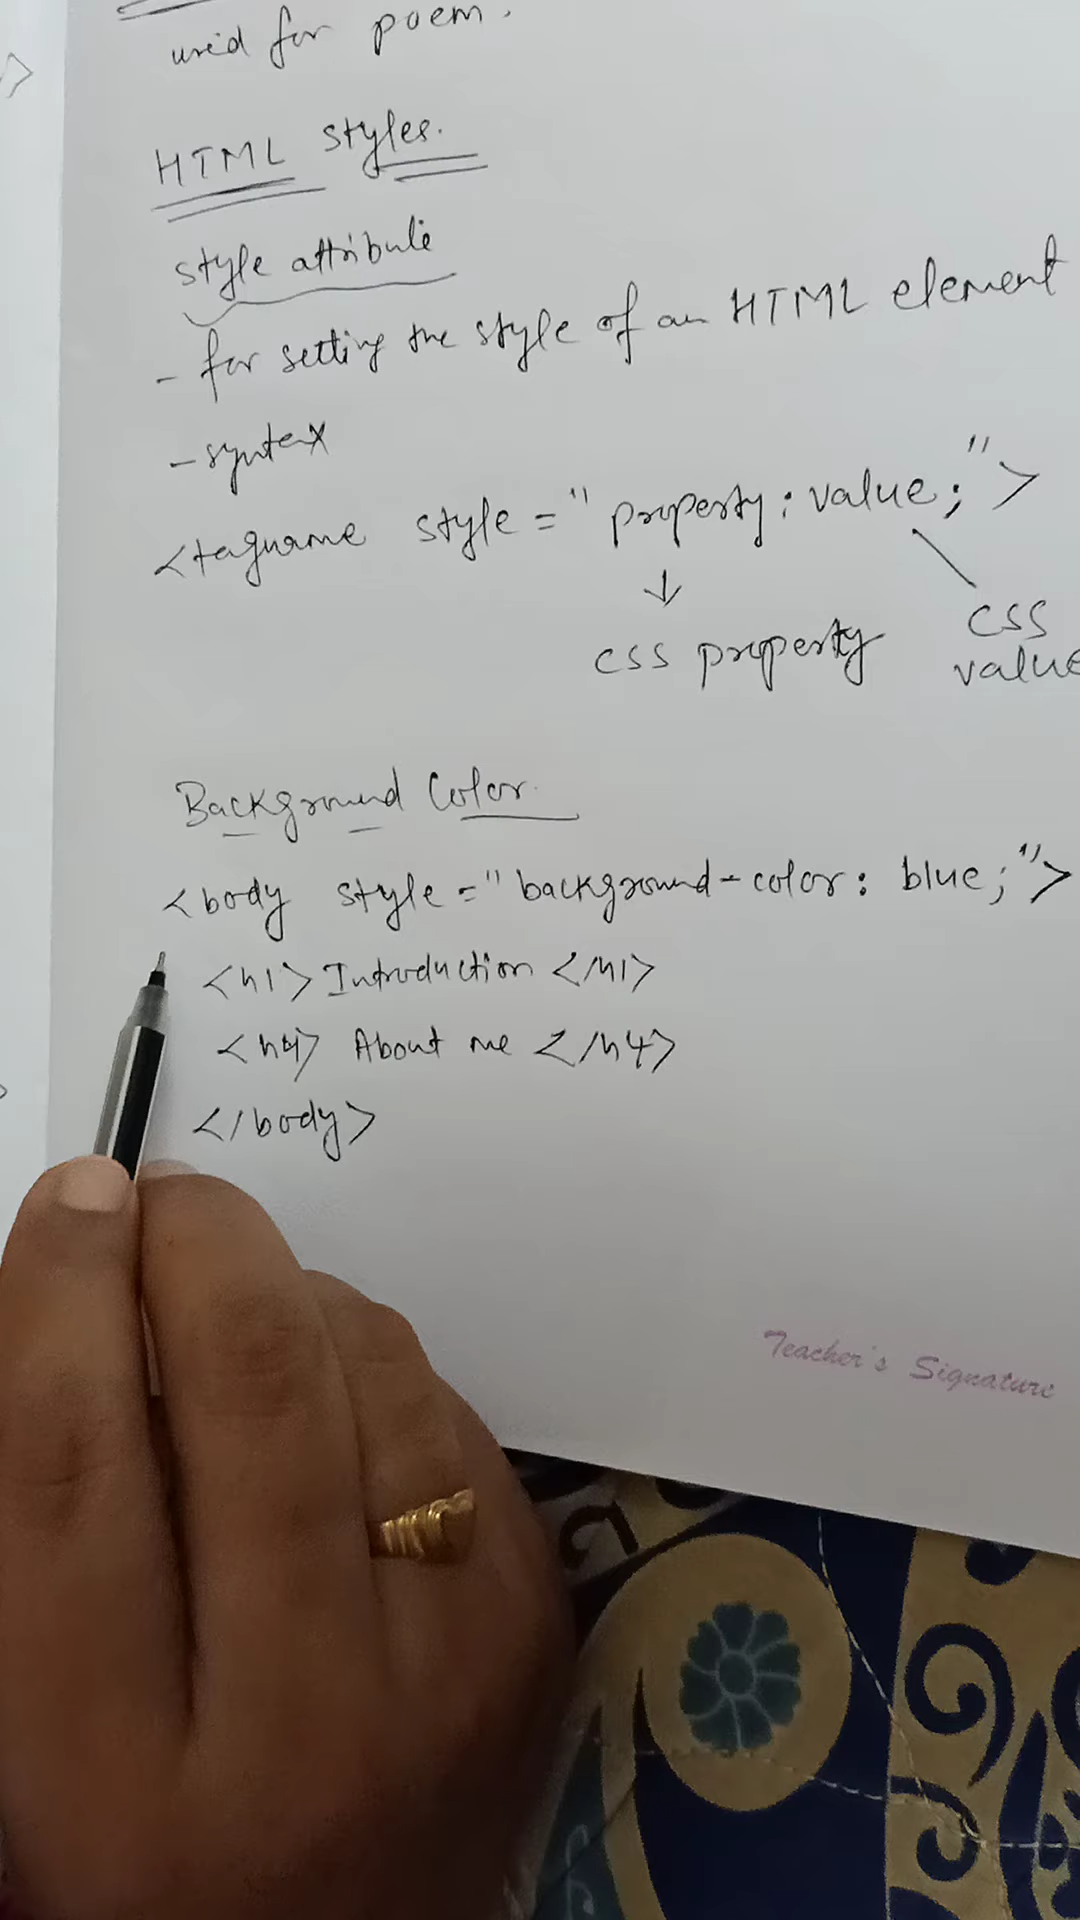 used for poem.
HTML styles.
style attribute
- for setting the style of an HTML element
- syntax
<tagname style="property: value;">
↓
CSS property
CSS value
Background Color.
<body style="background-color: blue;">
<h1> Introduction </h1>
<h4> About me </h4>
</body>
Teacher's Signature